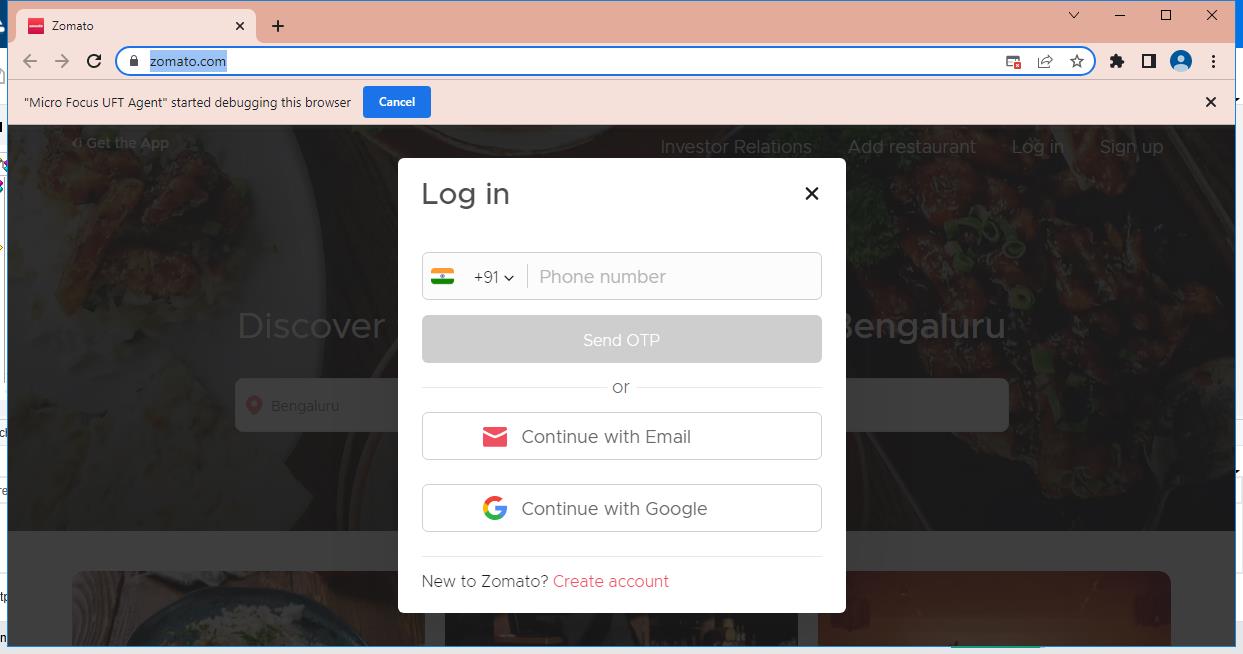 Zomato
zomato.com
"Micro Focus UFT Agent" started debugging this browser
Cancel
Get the App
Investor Relations
Add restaurant
Log in
Sign up
Log in
+91
Phone number
Discover
Bengaluru
Send OTP
or
Bengaluru
Continue with Email
Continue with Google
New to Zomato? Create account